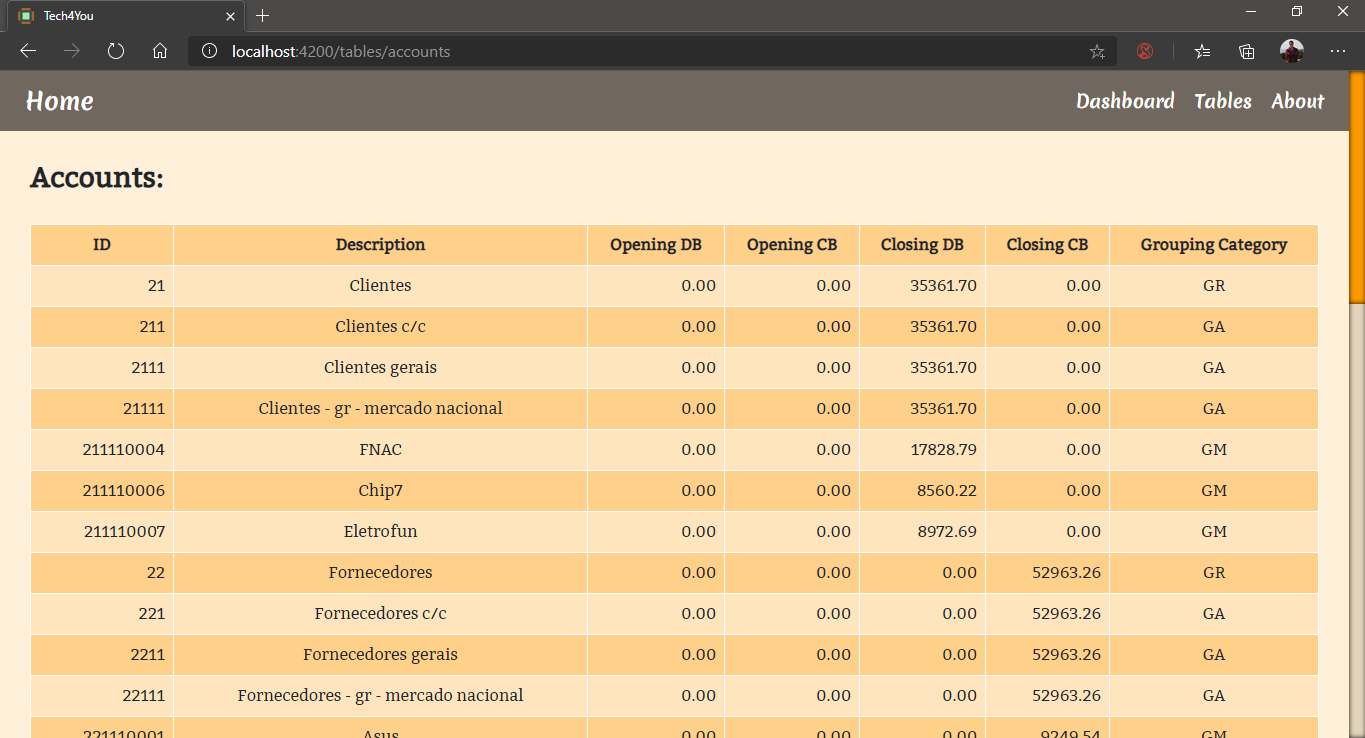 Tech4You
localhost:4200/tables/accounts
Home Dashboard Tables About
Accounts:
ID Description Opening DB Opening CB Closing DB Closing CB Grouping Category
21 Clientes 0.00 0.00 35361.70 0.00 GR
211 Clientes c/c 0.00 0.00 35361.70 0.00 GA
2111 Clientes gerais 0.00 0.00 35361.70 0.00 GA
21111 Clientes - gr - mercado nacional 0.00 0.00 35361.70 0.00 GA
211110004 FNAC 0.00 0.00 17828.79 0.00 GM
211110006 Chip7 0.00 0.00 8560.22 0.00 GM
211110007 Eletrofun 0.00 0.00 8972.69 0.00 GM
22 Fornecedores 0.00 0.00 0.00 52963.26 GR
221 Fornecedores c/c 0.00 0.00 0.00 52963.26 GA
2211 Fornecedores gerais 0.00 0.00 0.00 52963.26 GA
22111 Fornecedores - gr - mercado nacional 0.00 0.00 0.00 52963.26 GA
221110001 Asus 0.00 0.00 0.00 9249.54 GM